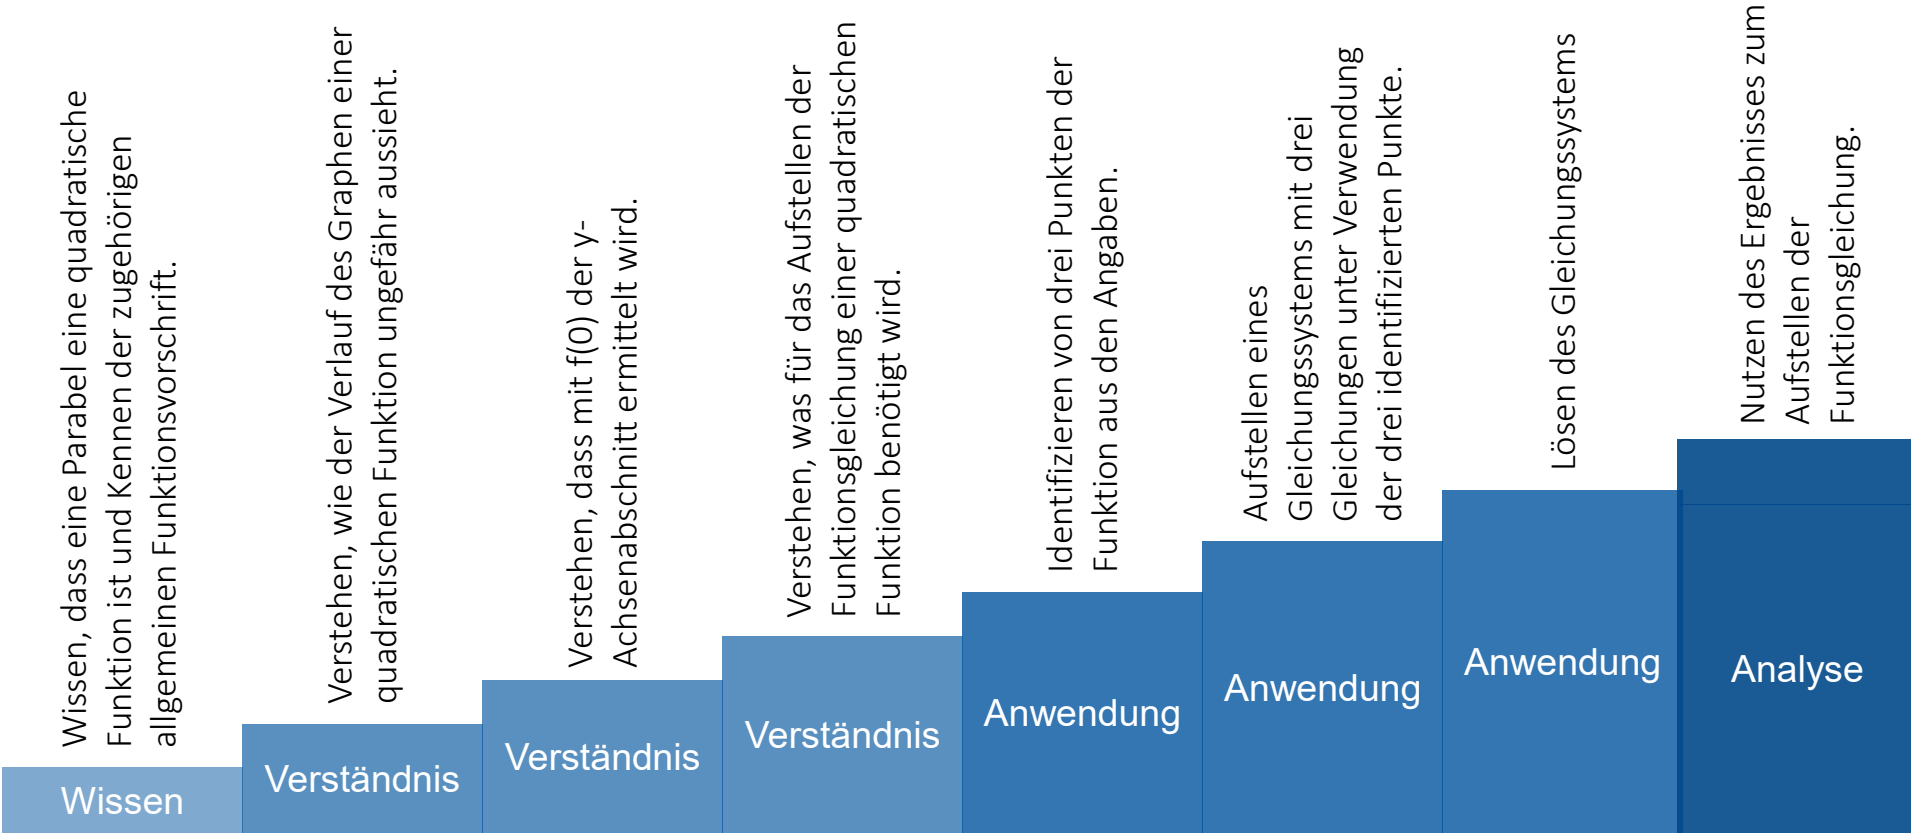 Wissen, dass eine Parabel eine quadratische
Funktion ist und Kennen der zugehörigen
allgemeinen Funktionsvorschrift.
Wissen
Verstehen, wie der Verlauf des Graphen einer
quadratischen Funktion ungefähr aussieht.
Verständnis
Verstehen, dass mit f(0) der y-
Achsenabschnitt ermittelt wird.
Verständnis
Verstehen, was für das Aufstellen der
Funktionsgleichung einer quadratischen
Funktion benötigt wird.
Verständnis
Identifizieren von drei Punkten der
Funktion aus den Angaben.
Anwendung
Aufstellen eines
Gleichungssystems mit drei
Gleichungen unter Verwendung
der drei identifizierten Punkte.
Anwendung
Lösen des Gleichungssystems
Anwendung
Nutzen des Ergebnisses zum
Aufstellen der
Funktionsgleichung.
Analyse